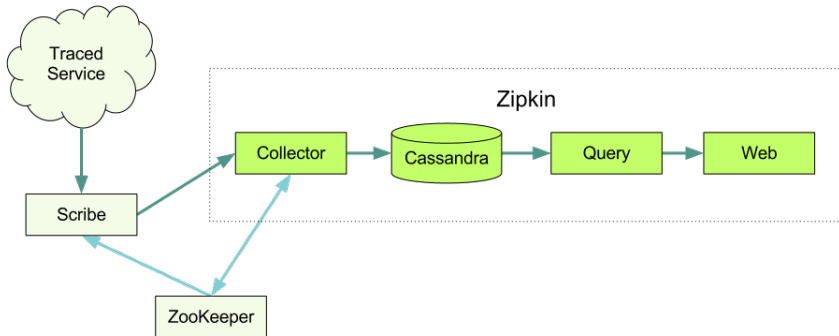 Traced
Service
Zipkin
Collector
Cassandra
Query
Web
Scribe
ZooKeeper